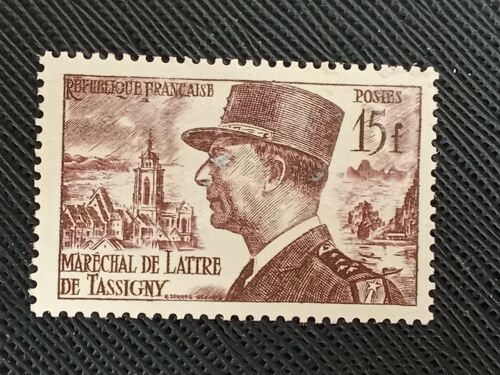 RÉPUBLIQUE FRANÇAISE
POSTES
15f
MARÉCHAL DE LATTRE
DE TASSIGNY